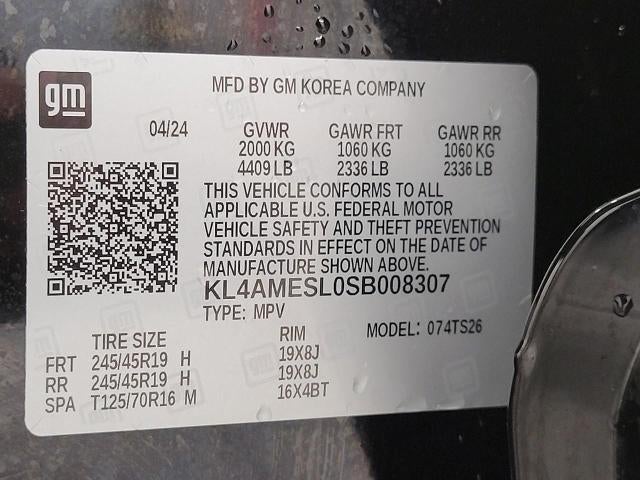 gm
MFD BY GM KOREA COMPANY
04/24 GVWR GAWR FRT GAWR RR
2000 KG 1060 KG 1060 KG
4409 LB 2336 LB 2336 LB
THIS VEHICLE CONFORMS TO ALL
APPLICABLE U.S. FEDERAL MOTOR
VEHICLE SAFETY AND THEFT PREVENTION
STANDARDS IN EFFECT ON THE DATE OF
MANUFACTURE SHOWN ABOVE.
KL4AMESL0SB008307
TYPE: MPV MODEL: 074TS26
TIRE SIZE RIM
FRT 245/45R19 H 19X8J
RR 245/45R19 H 19X8J
SPA T125/70R16 M 16X4BT